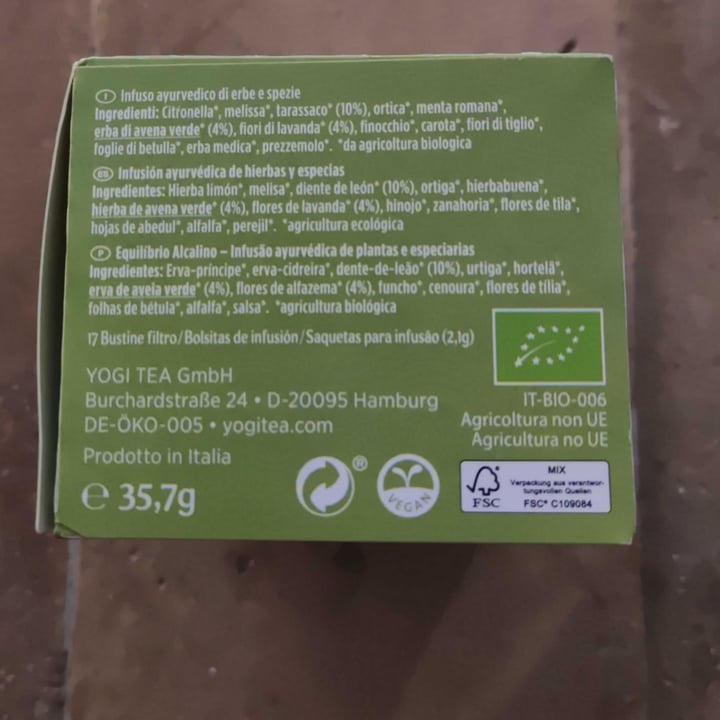 I Infuso ayurvedico di erbe e spezie
Ingredienti: Citronella*, melissa*, tarassaco* (10%), ortica*, menta romana*,
erba di avena verde* (4%), fiori di lavanda* (4%), finocchio*, carota*, fiori di tiglio*,
foglie di betulla*, erba medica*, prezzemolo*. *da agricoltura biologica
ES Infusión ayurvédica de hierbas y especias
Ingredientes: Hierba limón*, melisa*, diente de león* (10%), ortiga*, hierbabuena*,
hierba de avena verde* (4%), flores de lavanda* (4%), hinojo*, zanahoria*, flores de tila*,
hojas de abedul*, alfalfa*, perejil*. *agricultura ecológica
P Equilíbrio Alcalino – Infusão ayurvédica de plantas e especiarias
Ingredientes: Erva-príncipe*, erva-cidreira*, dente-de-leão* (10%), urtiga*, hortelã*,
erva de aveia verde* (4%), flores de alfazema* (4%), funcho*, cenoura*, flores de tília*,
folhas de bétula*, alfalfa*, salsa*. *agricultura biológica
17 Bustine filtro/Bolsitas de infusión/Saquetas para infusão (2,1g)
YOGI TEA GmbH
Burchardstraße 24 • D-20095 Hamburg
DE-ÖKO-005 • yogitea.com
Prodotto in Italia
℮ 35,7g
IT-BIO-006
Agricoltura non UE
Agricultura no UE
®
VEGAN
FSC
MIX
Verpackung aus verantwor-
tungsvollen Quellen
FSC® C109084